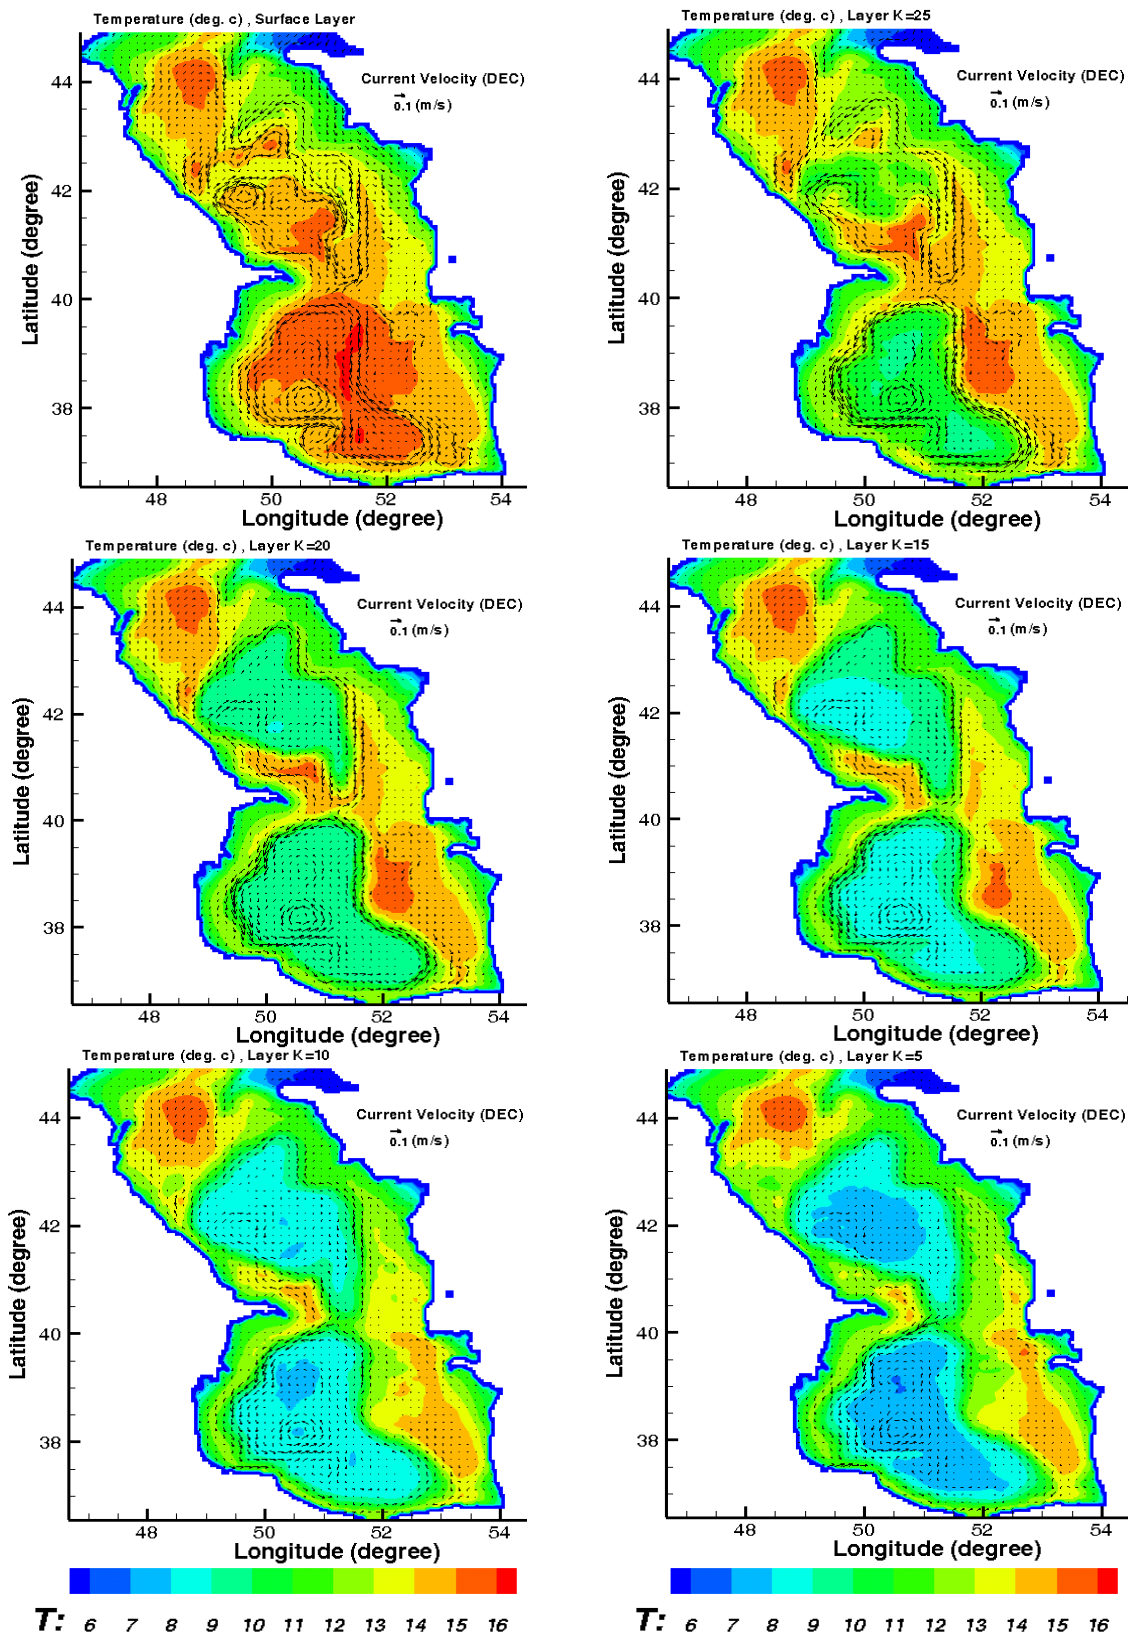 Temperature (deg. c) , Surface Layer
Current Velocity (DEC)
0.1 (m/s)
Latitude (degree)
44
42
40
38
48 50 52 54
Longitude (degree)
Temperature (deg. c) , Layer K=25
Current Velocity (DEC)
0.1 (m/s)
Latitude (degree)
44
42
40
38
48 50 52 54
Longitude (degree)
Temperature (deg. c) , Layer K=20
Current Velocity (DEC)
0.1 (m/s)
Latitude (degree)
44
42
40
38
48 50 52 54
Longitude (degree)
Temperature (deg. c) , Layer K=15
Current Velocity (DEC)
0.1 (m/s)
Latitude (degree)
44
42
40
38
48 50 52 54
Longitude (degree)
Temperature (deg. c) , Layer K=10
Current Velocity (DEC)
0.1 (m/s)
Latitude (degree)
44
42
40
38
48 50 52 54
Longitude (degree)
Temperature (deg. c) , Layer K=5
Current Velocity (DEC)
0.1 (m/s)
Latitude (degree)
44
42
40
38
48 50 52 54
Longitude (degree)
T: 6 7 8 9 10 11 12 13 14 15 16
T: 6 7 8 9 10 11 12 13 14 15 16